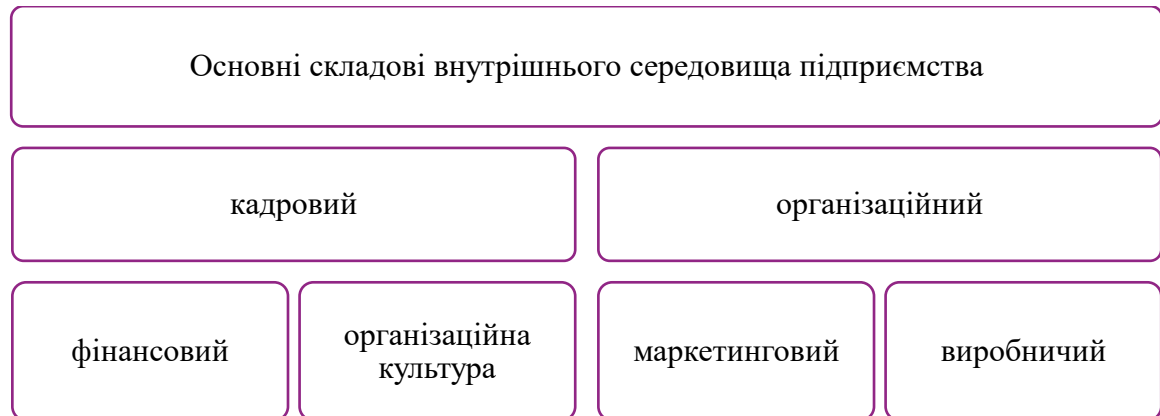 Основні складові внутрішнього середовища підприємства
кадровий
організаційний
фінансовий
організаційна
культура
маркетинговий
виробничий